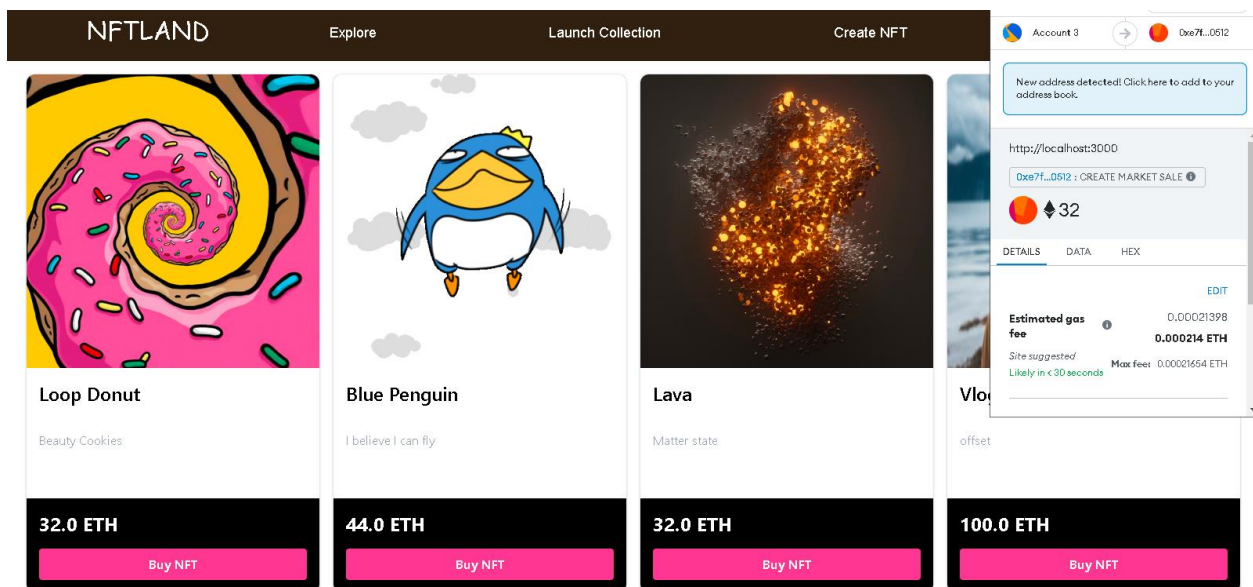 NFTLAND
Explore
Launch Collection
Create NFT
Loop Donut
Beauty Cookies
32.0 ETH
Buy NFT
Blue Penguin
I believe I can fly
44.0 ETH
Buy NFT
Lava
Matter state
32.0 ETH
Buy NFT
offset
100.0 ETH
Buy NFT
Account 3
0xe7f...0512
New address detected! Click here to add to your
address book.
http://localhost:3000
0xe7f...0512 : CREATE MARKET SALE
32
DETAILS DATA HEX
EDIT
Estimated gas
fee
0.00021398
0.000214 ETH
Site suggested
Likely in < 30 seconds
Max fee: 0.00021654 ETH